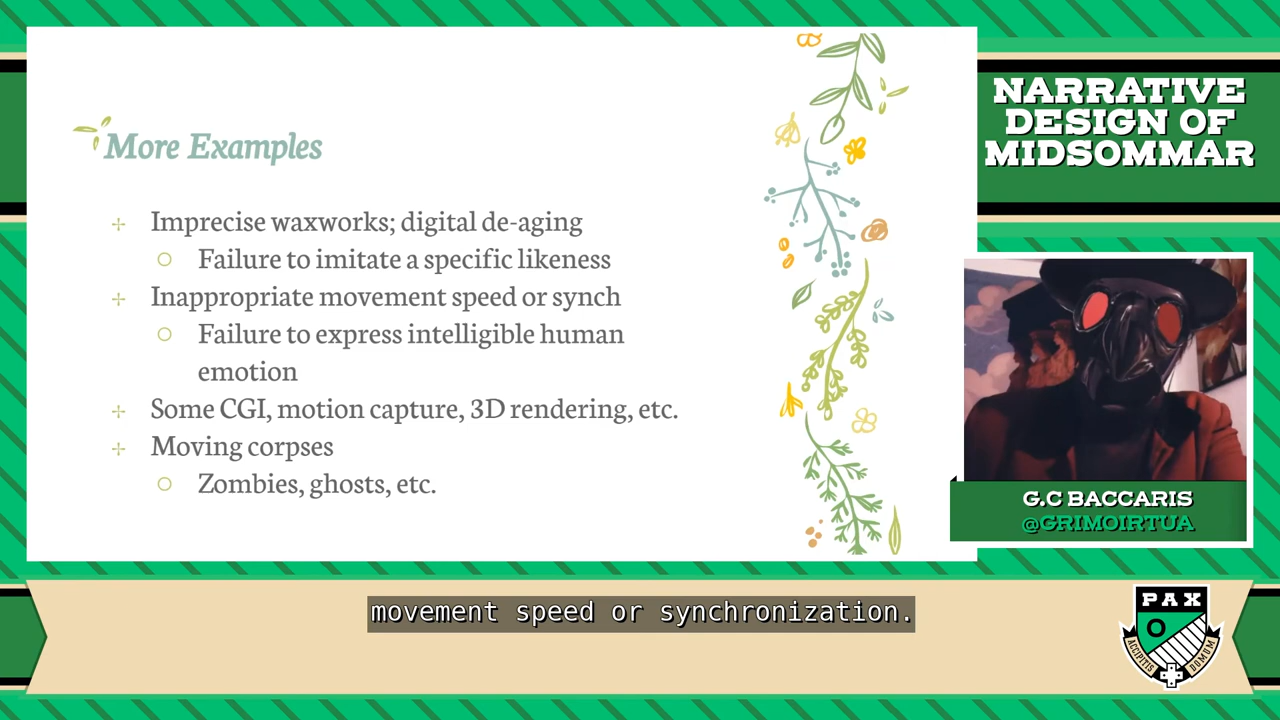 More Examples
Imprecise waxworks; digital de-aging
Failure to imitate a specific likeness
Inappropriate movement speed or synch
Failure to express intelligible human
emotion
Some CGI, motion capture, 3D rendering, etc.
Moving corpses
Zombies, ghosts, etc.
NARRATIVE
DESIGN OF
MIDSOMMAR
G.C BACCARIS
@GRIMOIRTUA
movement speed or synchronization.
PAX
O
ACCIPITIS DOMUM